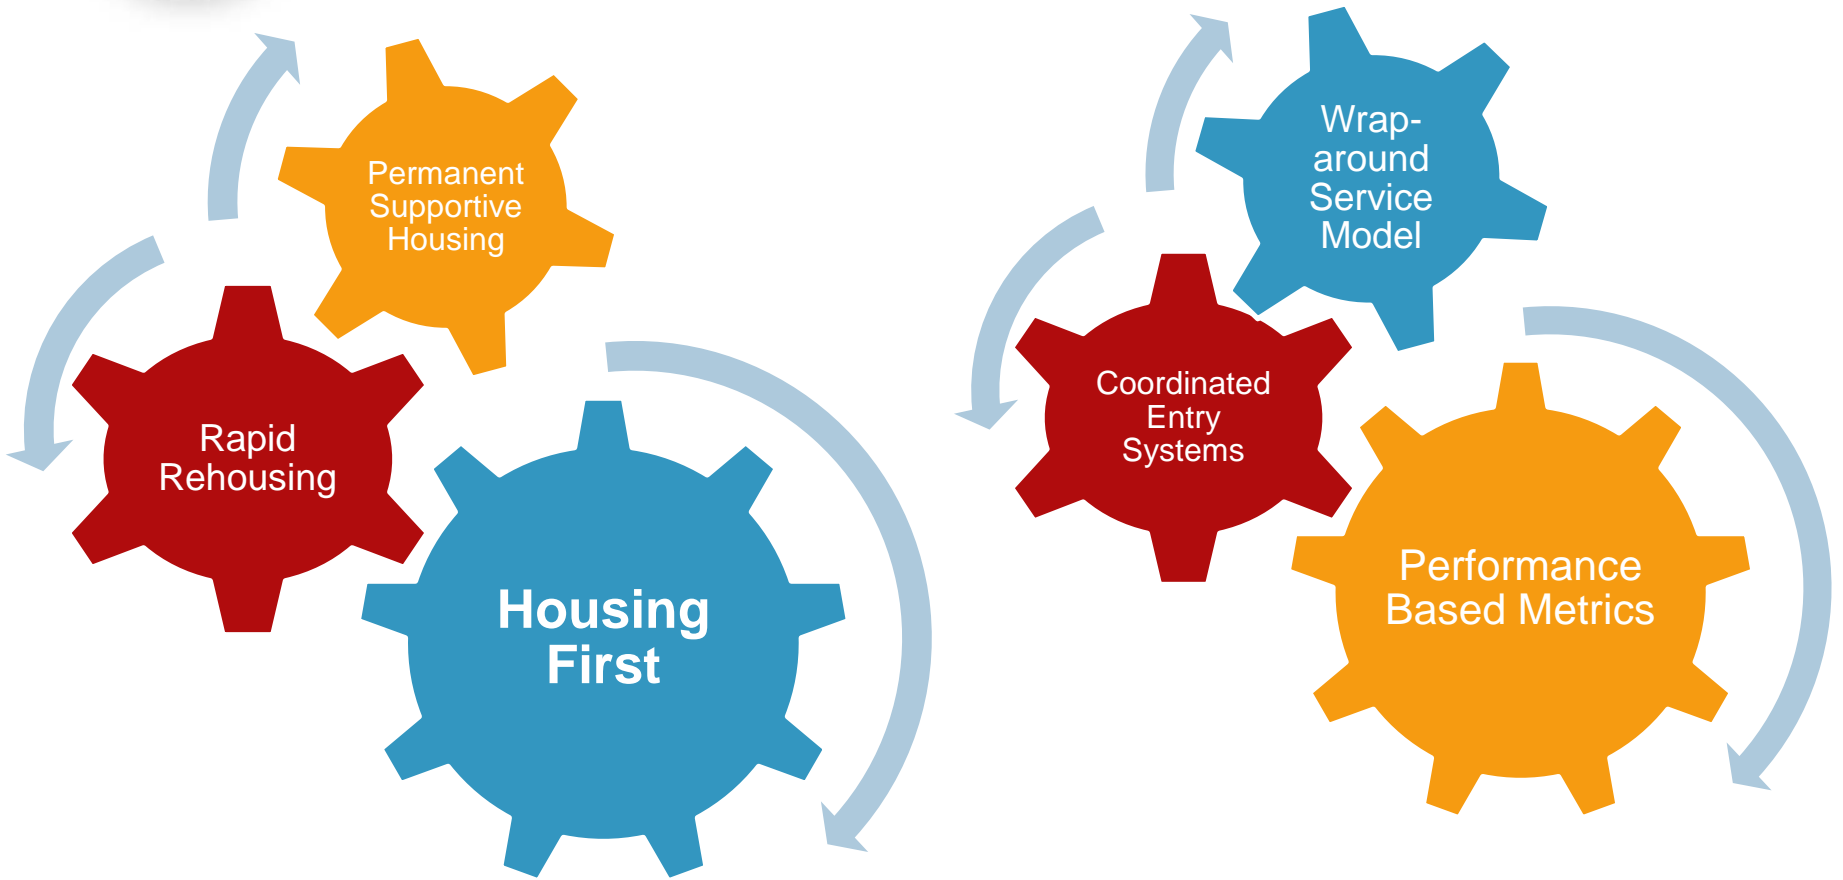 Permanent
Supportive
Housing
Rapid
Rehousing
Housing
First
Wrap-
around
Service
Model
Coordinated
Entry
Systems
Performance
Based Metrics